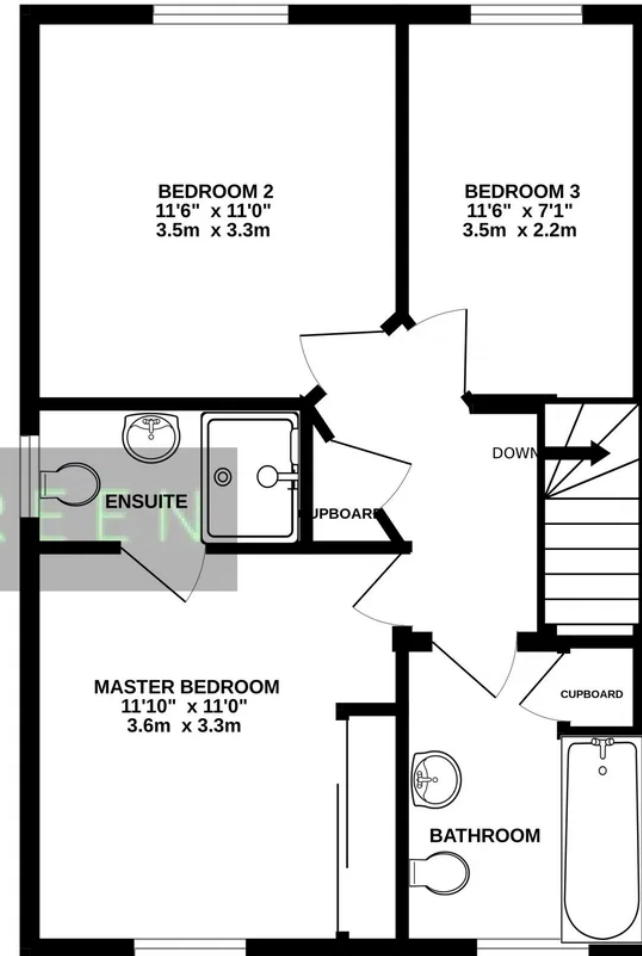 BEDROOM 2
11'6" x 11'0"
3.5m x 3.3m
BEDROOM 3
11'6" x 7'1"
3.5m x 2.2m
DOWN
ENSUITE
CUPBOARD
REEN
MASTER BEDROOM
11'10" x 11'0"
3.6m x 3.3m
CUPBOARD
BATHROOM